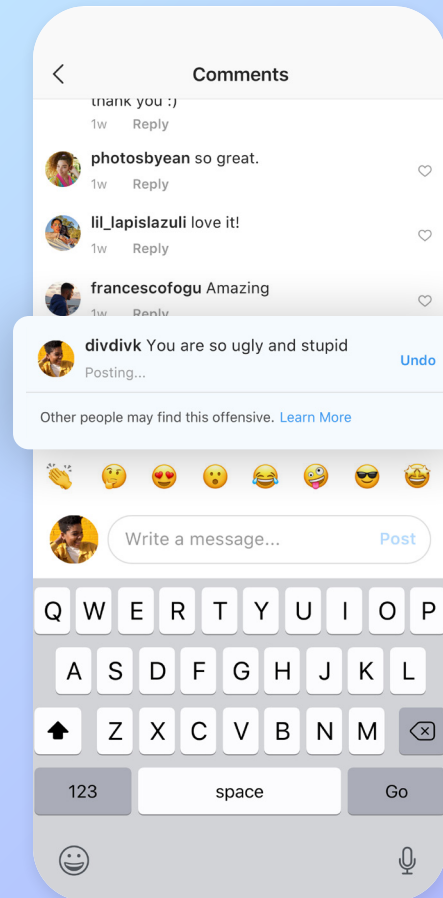 Comments
thank you :)
1w Reply
photosbyean so great.
1w Reply
lil_lapislazuli love it!
1w Reply
francescofogu Amazing
1w Reply
divdivk You are so ugly and stupid
Undo
Posting...
Other people may find this offensive. Learn More
Write a message... Post
Q W E R T Y U I O P
A S D F G H J K L
Z X C V B N M
123 space Go